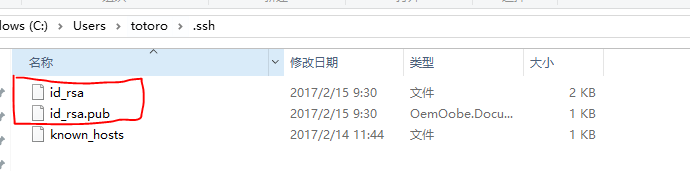 dows (C:) > Users > totoro > .ssh
名称 修改日期 类型 大小
id_rsa 2017/2/15 9:30 文件 2 KB
id_rsa.pub 2017/2/15 9:30 OemOobe.Docu... 1 KB
known_hosts 2017/2/14 11:44 文件 1 KB